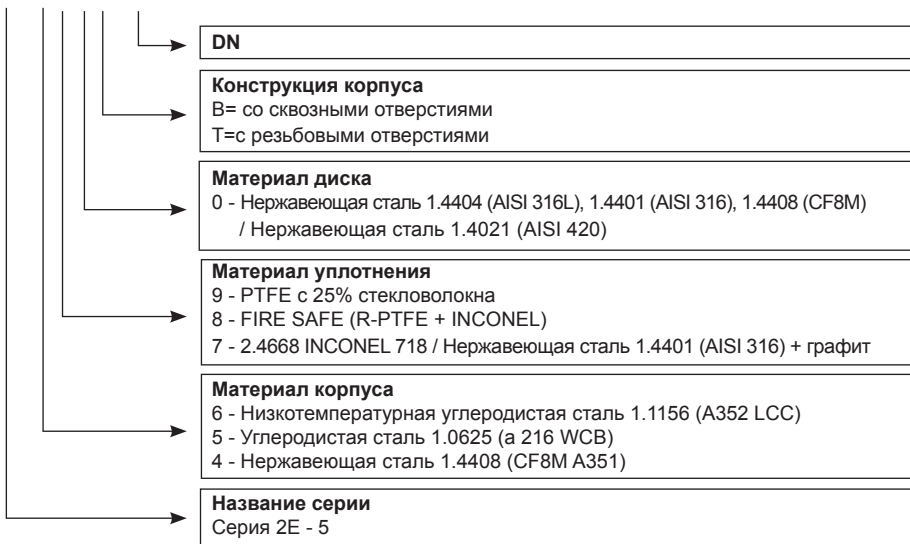 DN
Конструкция корпуса
B= со сквозными отверстиями
T=с резьбовыми отверстиями
Материал диска
0 - Нержавеющая сталь 1.4404 (AISI 316L), 1.4401 (AISI 316), 1.4408 (CF8M)
/ Нержавеющая сталь 1.4021 (AISI 420)
Материал уплотнения
9 - PTFE с 25% стекловолокна
8 - FIRE SAFE (R-PTFE + INCONEL)
7 - 2.4668 INCONEL 718 / Нержавеющая сталь 1.4401 (AISI 316) + графит
Материал корпуса
6 - Низкотемпературная углеродистая сталь 1.1156 (A352 LCC)
5 - Углеродистая сталь 1.0625 (а 216 WCB)
4 - Нержавеющая сталь 1.4408 (CF8M A351)
Название серии
Серия 2E - 5